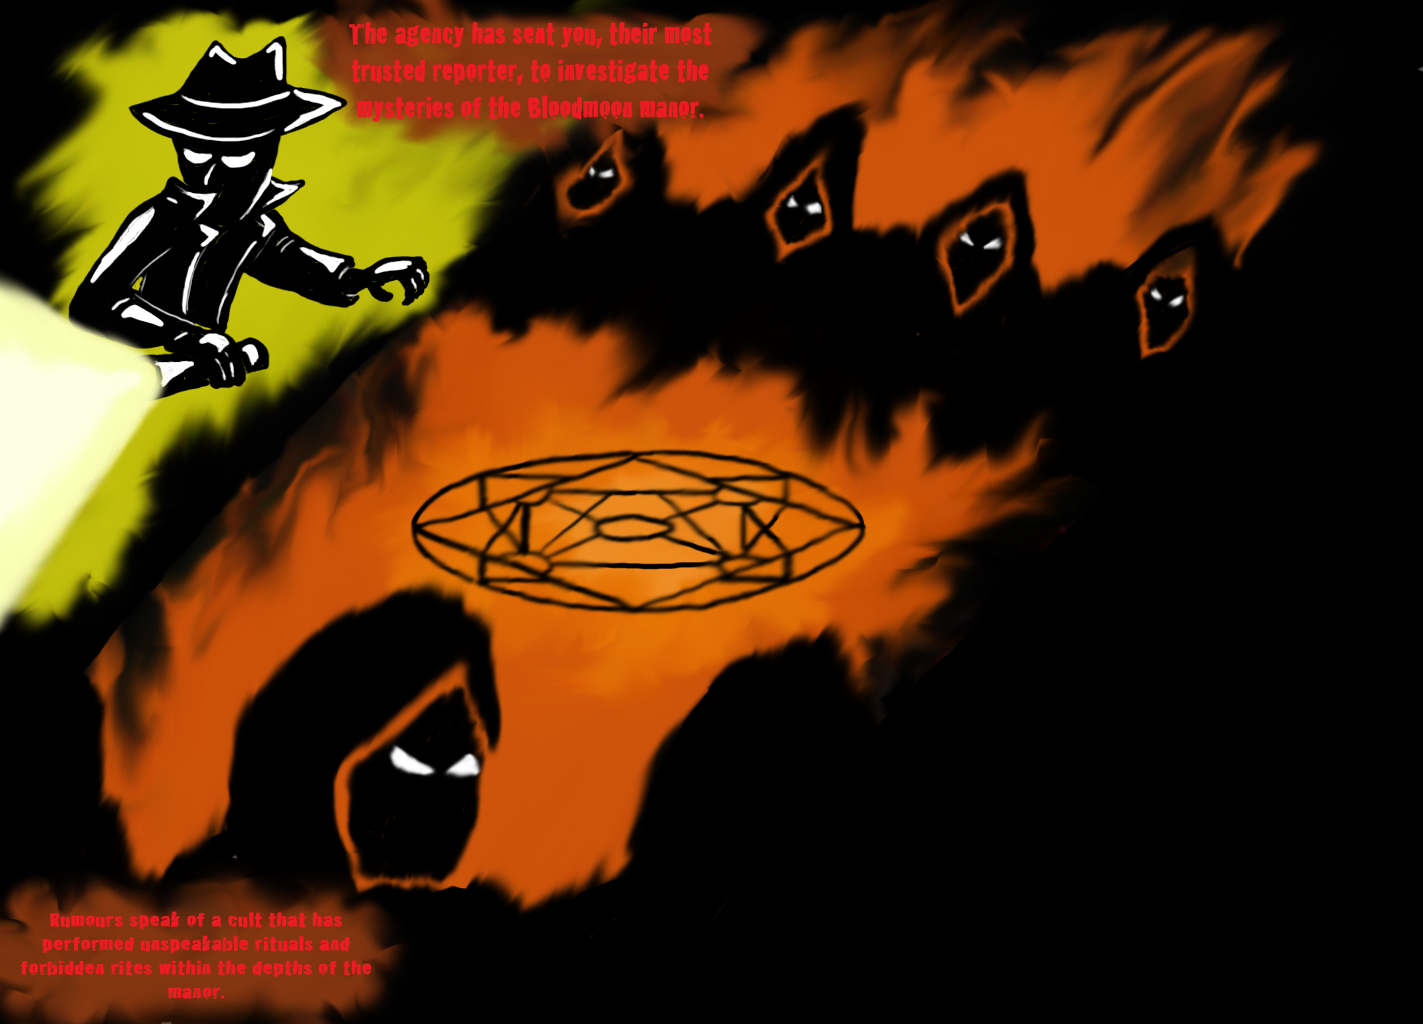 The agency has sent you, their most
trusted reporter, to investigate the
mysteries of the Bloodmoon manor.
Rumours speak of a cult that has
performed unspeakable rituals and
forbidden rites within the depths of the
manor.